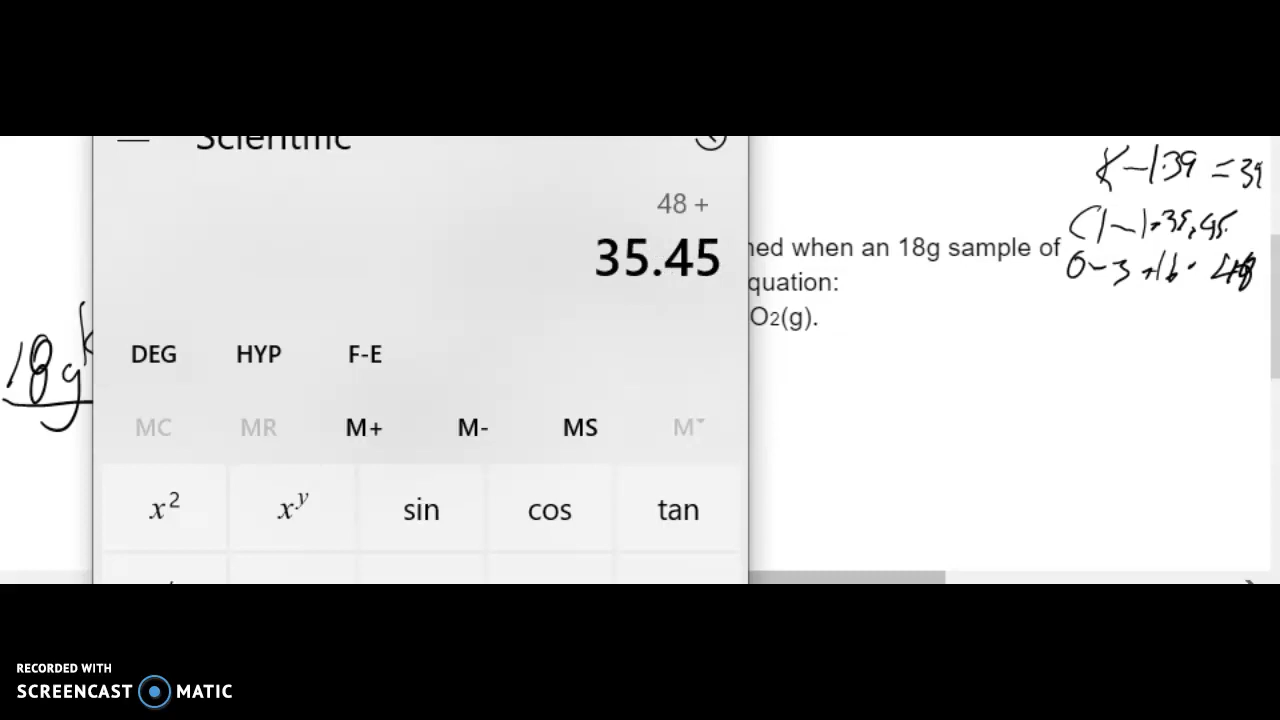 Scientific
48 +
35.45
DEG HYP F-E
MC MR M+ M- MS M˅
x² xʸ sin cos tan
ned when an 18g sample of
quation:
O₂(g).
K-1·39 = 39
Cl-1·35.45
O-3·16· 48
18g
RECORDED WITH
SCREENCAST MATIC